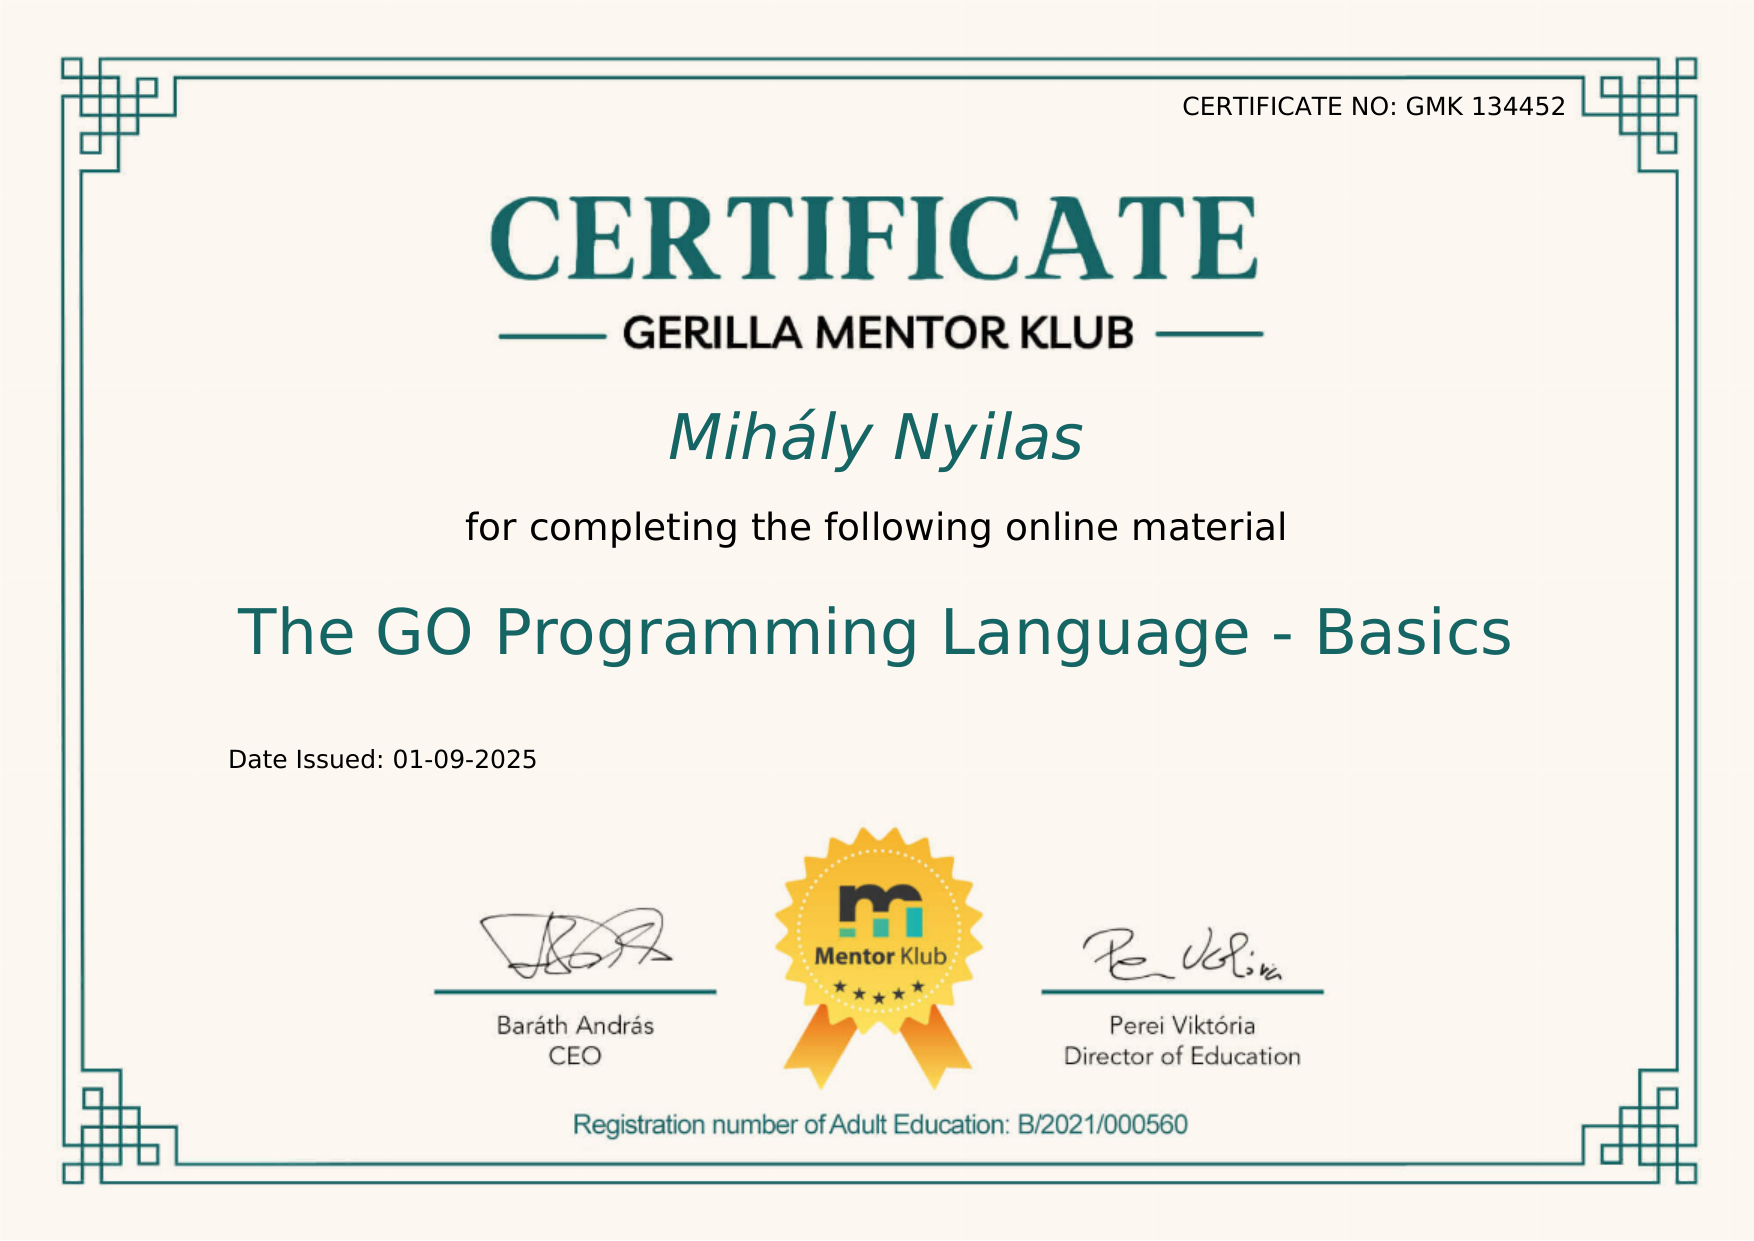 CERTIFICATE NO: GMK 134452
CERTIFICATE
GERILLA MENTOR KLUB
Mihály Nyilas
for completing the following online material
The GO Programming Language - Basics
Date Issued: 01-09-2025
Mentor Klub
Baráth András
CEO
Perei Viktória
Director of Education
Registration number of Adult Education: B/2021/000560